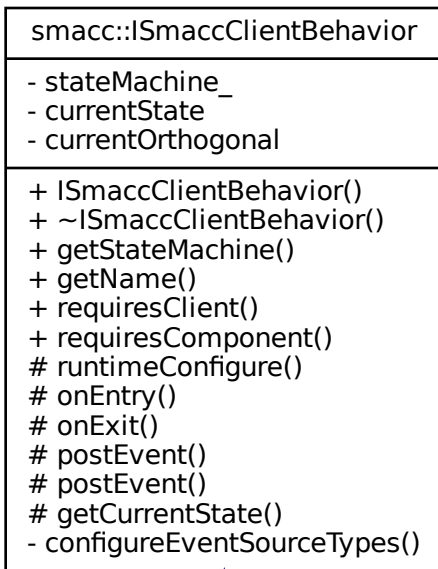 smacc::ISmaccClientBehavior
- stateMachine_
- currentState
- currentOrthogonal
+ ISmaccClientBehavior()
+ ~ISmaccClientBehavior()
+ getStateMachine()
+ getName()
+ requiresClient()
+ requiresComponent()
# runtimeConfigure()
# onEntry()
# onExit()
# postEvent()
# postEvent()
# getCurrentState()
- configureEventSourceTypes()